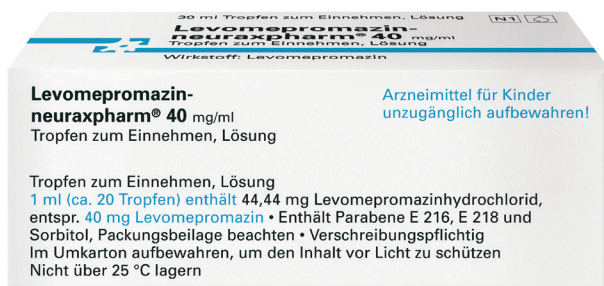 30 ml Tropfen zum Einnehmen, Lösung
N1
Levomepromazin-
neuraxpharm® 40 mg/ml
Tropfen zum Einnehmen, Lösung
Wirkstoff: Levomepromazin
Levomepromazin-
neuraxpharm® 40 mg/ml
Tropfen zum Einnehmen, Lösung
Arzneimittel für Kinder
unzugänglich aufbewahren!
Tropfen zum Einnehmen, Lösung
1 ml (ca. 20 Tropfen) enthält 44,44 mg Levomepromazinhydrochlorid,
entspr. 40 mg Levomepromazin • Enthält Parabene E 216, E 218 und
Sorbitol, Packungsbeilage beachten • Verschreibungspflichtig
Im Umkarton aufbewahren, um den Inhalt vor Licht zu schützen
Nicht über 25 °C lagern